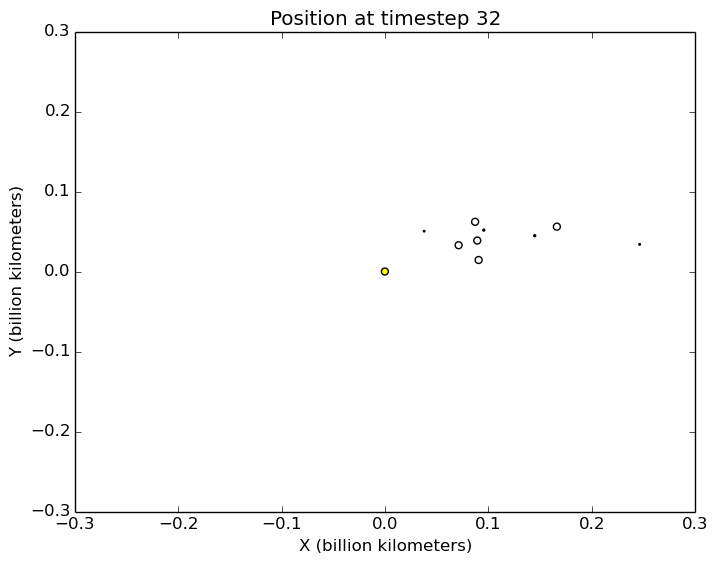 Position at timestep 32
0.3
0.2
0.1
0.0
−0.1
−0.2
−0.3
Y (billion kilometers)
−0.3 −0.2 −0.1 0.0 0.1 0.2 0.3
X (billion kilometers)